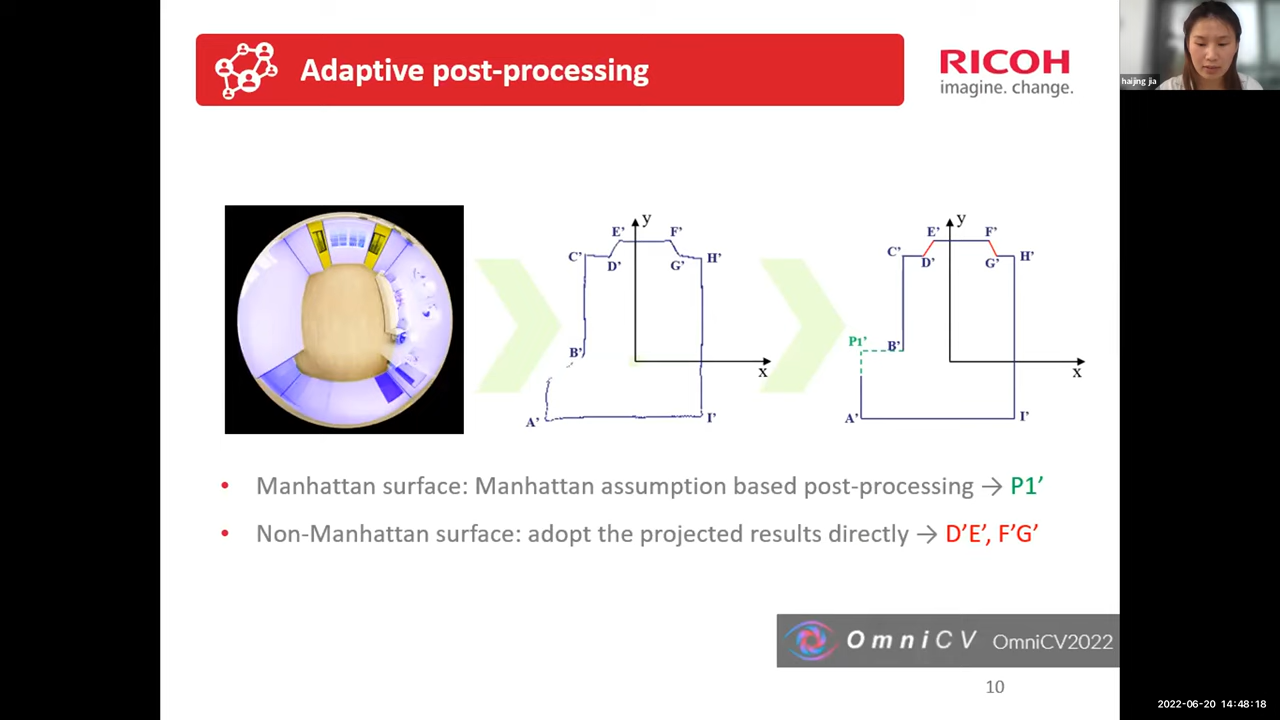 Adaptive post-processing
RICOH
imagine. change.
haijing jia
y
E'
F'
C'
D'
G'
H'
B'
x
A'
I'
y
E'
F'
C'
D'
G'
H'
P1'
B'
x
A'
I'
• Manhattan surface: Manhattan assumption based post-processing → P1’
• Non-Manhattan surface: adopt the projected results directly → D’E’, F’G’
OmniCV OmniCV2022
10
2022-06-20 14:48:18